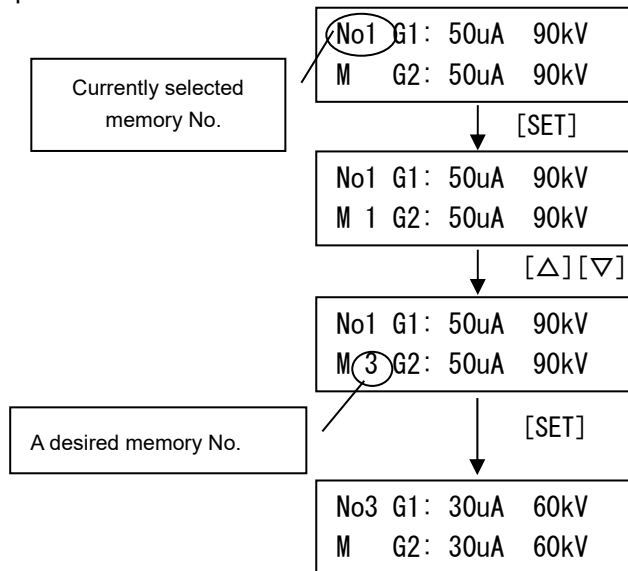 No1 G1: 50uA 90kV
M G2: 50uA 90kV
Currently selected
memory No.
[SET]
No1 G1: 50uA 90kV
M 1 G2: 50uA 90kV
[△][▽]
No1 G1: 50uA 90kV
M 3 G2: 50uA 90kV
A desired memory No.
[SET]
No3 G1: 30uA 60kV
M G2: 30uA 60kV